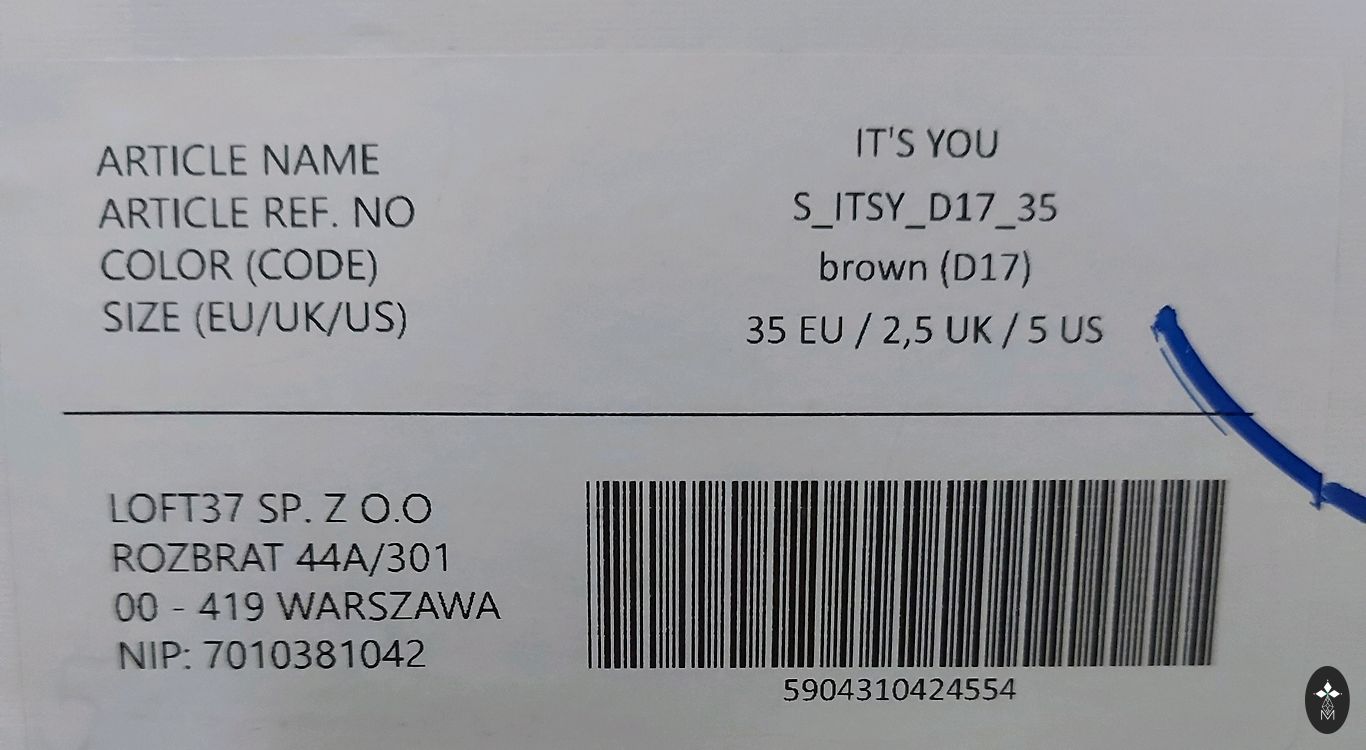 ARTICLE NAME IT'S YOU
ARTICLE REF. NO S_ITSY_D17_35
COLOR (CODE) brown (D17)
SIZE (EU/UK/US) 35 EU / 2,5 UK / 5 US
LOFT37 SP. Z O.O
ROZBRAT 44A/301
00 - 419 WARSZAWA
NIP: 7010381042
5904310424554
M